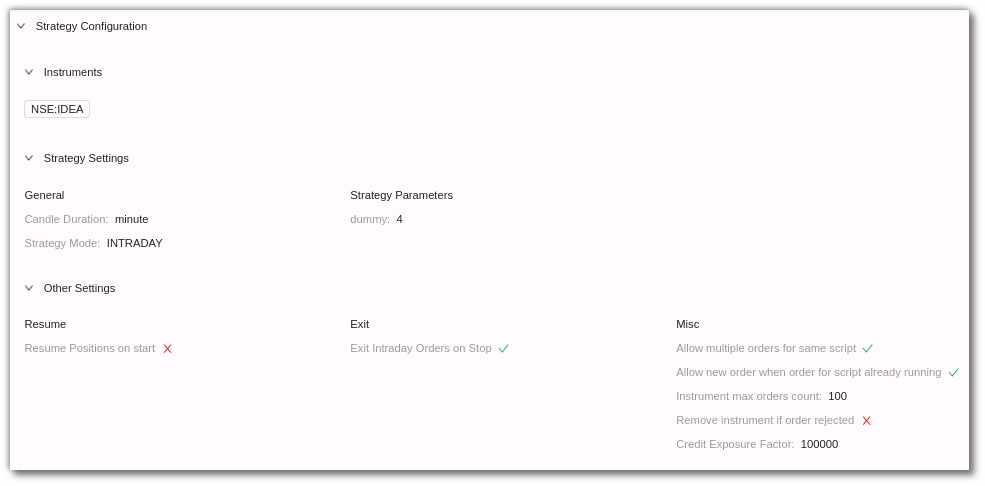 Strategy Configuration
Instruments
NSE:IDEA
Strategy Settings
General
Candle Duration: minute
Strategy Mode: INTRADAY
Strategy Parameters
dummy: 4
Other Settings
Resume
Resume Positions on start
Exit
Exit Intraday Orders on Stop
Misc
Allow multiple orders for same script
Allow new order when order for script already running
Instrument max orders count: 100
Remove instrument if order rejected
Credit Exposure Factor: 100000